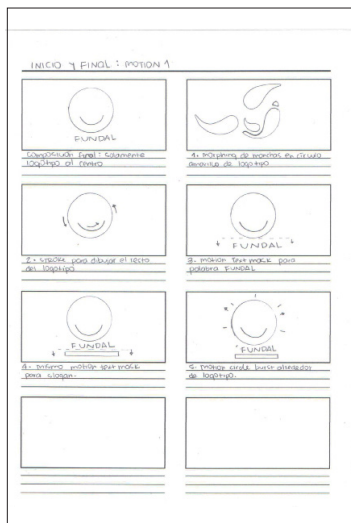 INICIO Y FINAL: MOTION 1
FUNDAL
Composición final: solamente
logotipo al centro
1. Morphing de manchas en círculo
amarillo de logotipo
2. stroke para dibujar el resto
del logotipo
FUNDAL
3. motion text mask para
palabra FUNDAL
FUNDAL
4. mismo motion text mask
para slogan.
FUNDAL
5. motion circle burst alrededor
de logotipo.